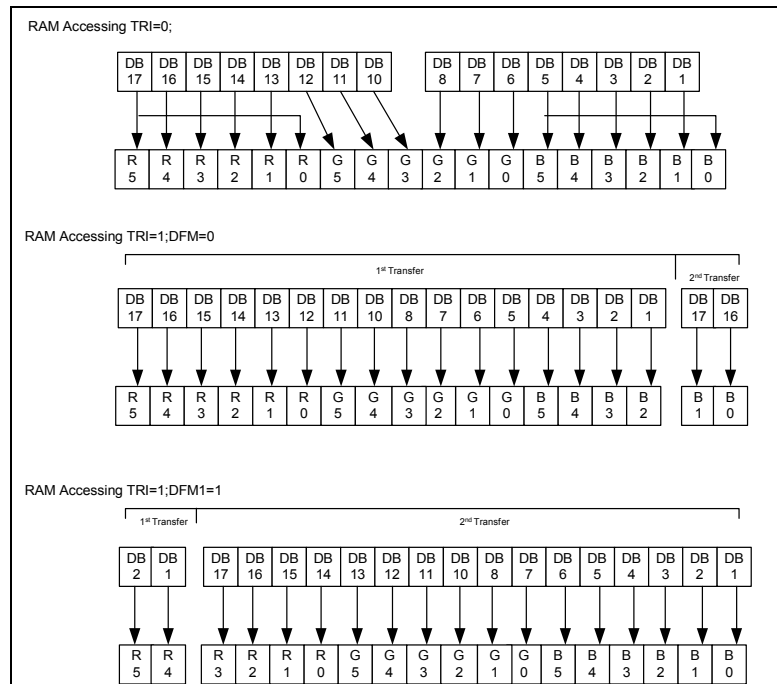 RAM Accessing TRI=0;
DB DB DB DB DB DB DB DB DB DB DB DB DB DB DB DB
17 16 15 14 13 12 11 10 8 7 6 5 4 3 2 1
R R R R R R G G G G G G B B B B B B
5 4 3 2 1 0 5 4 3 2 1 0 5 4 3 2 1 0
RAM Accessing TRI=1;DFM=0
1st Transfer 2nd Transfer
DB DB DB DB DB DB DB DB DB DB DB DB DB DB DB DB DB DB
17 16 15 14 13 12 11 10 8 7 6 5 4 3 2 1 17 16
R R R R R R G G G G G G B B B B B B
5 4 3 2 1 0 5 4 3 2 1 0 5 4 3 2 1 0
RAM Accessing TRI=1;DFM1=1
1st Transfer 2nd Transfer
DB DB DB DB DB DB DB DB DB DB DB DB DB DB DB DB DB DB
2 1 17 16 15 14 13 12 11 10 8 7 6 5 4 3 2 1
R R R R R R G G G G G G B B B B B B
5 4 3 2 1 0 5 4 3 2 1 0 5 4 3 2 1 0